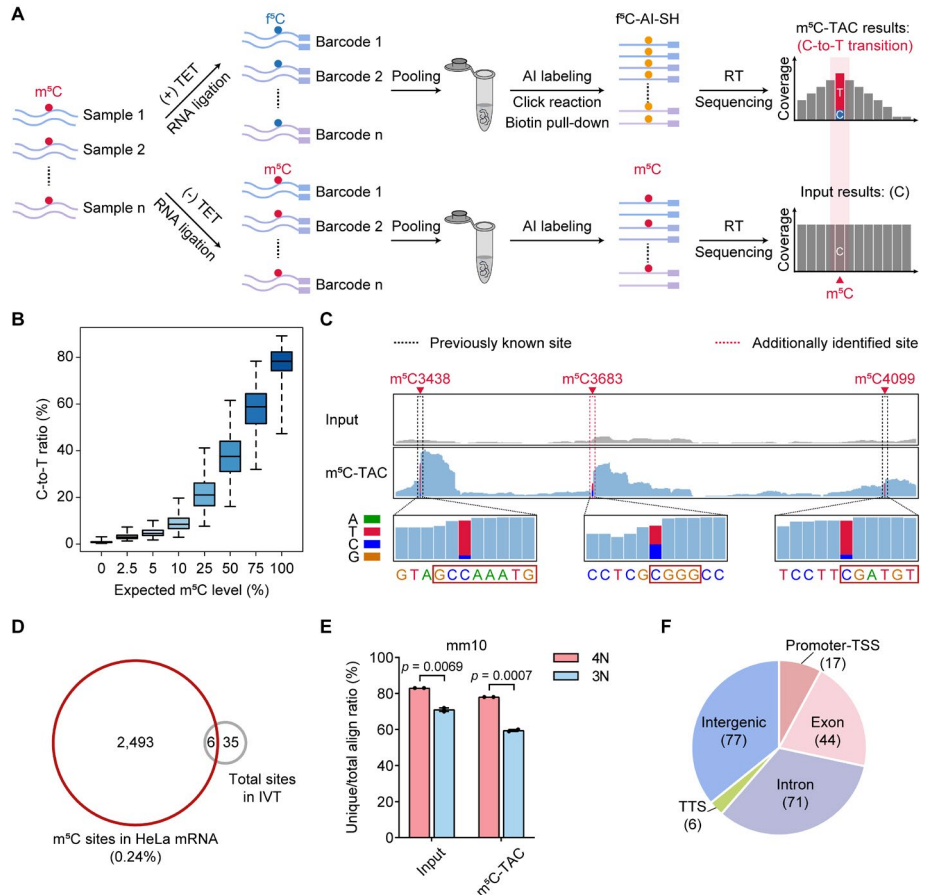 A
m⁵C
Sample 1
Sample 2
Sample n
(+) TET
RNA ligation
(-) TET
RNA ligation
f⁵C
Barcode 1
Barcode 2
Barcode n
m⁵C
Barcode 1
Barcode 2
Barcode n
Pooling
Pooling
AI labeling
Click reaction
Biotin pull-down
AI labeling
f⁵C-AI-SH
m⁵C
RT
Sequencing
RT
Sequencing
m⁵C-TAC results:
(C-to-T transition)
Coverage
T
C
Input results: (C)
Coverage
C
m⁵C
B
C-to-T ratio (%)
80
60
40
20
0
0 2.5 5 10 25 50 75 100
Expected m⁵C level (%)
C
Previously known site
Additionally identified site
m⁵C3438 m⁵C3683 m⁵C4099
Input
m⁵C-TAC
A
T
C
G
GTAGCCAAATG
CCTCGCGGGCC
TCCTTCGATGT
D
2,493
6
35
Total sites
in IVT
m⁵C sites in HeLa mRNA
(0.24%)
E
mm10
Unique/total align ratio (%)
100
80
60
40
20
0
p = 0.0069
p = 0.0007
4N
3N
Input
m⁵C-TAC
F
Promoter-TSS
(17)
Exon
(44)
Intron
(71)
TTS
(6)
Intergenic
(77)